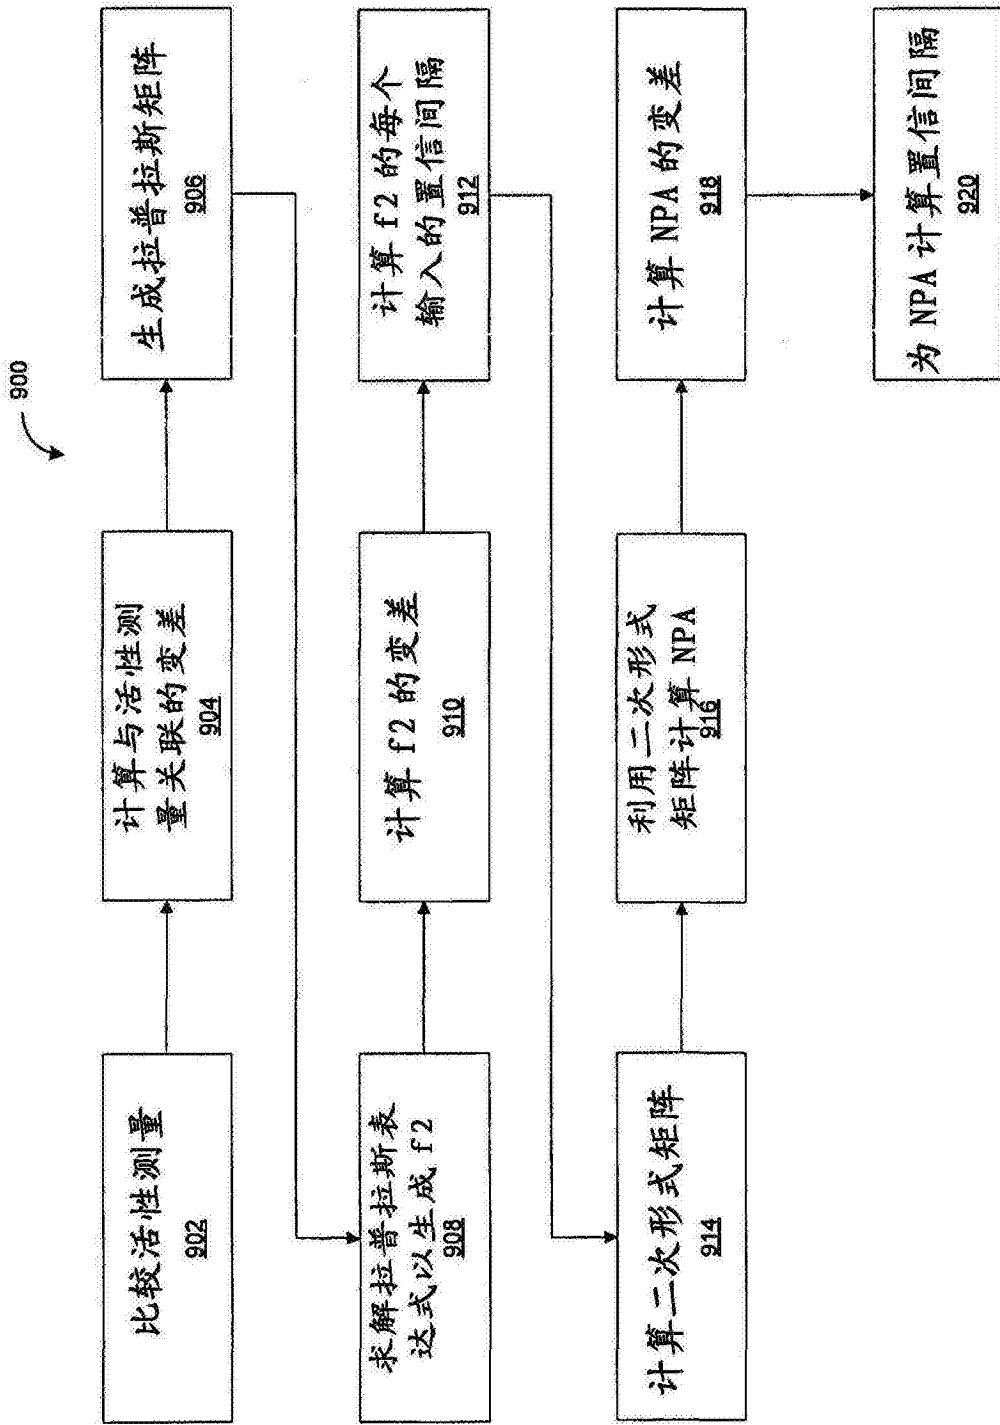 900
比较活性测量
902
计算与活性测
量关联的变差
904
生成拉普拉斯矩阵
906
求解拉普拉斯表
达式以生成 f2
908
计算 f2 的变差
910
计算 f2 的每个
输入的置信间隔
912
计算二次形式矩阵
914
利用二次形式
矩阵计算 NPA
916
计算 NPA 的变差
918
为 NPA 计算置信间隔
920